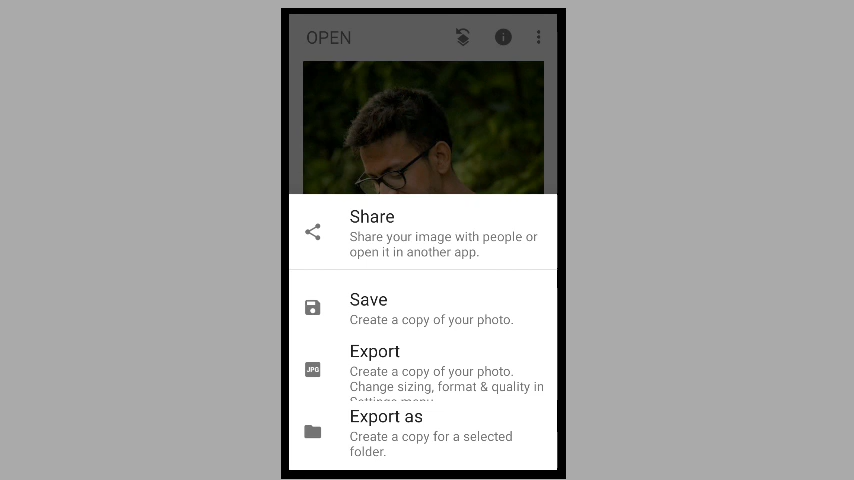 OPEN
Share
Share your image with people or
open it in another app.
Save
Create a copy of your photo.
JPG
Export
Create a copy of your photo.
Change sizing, format & quality in
Settings menu.
Export as
Create a copy for a selected
folder.